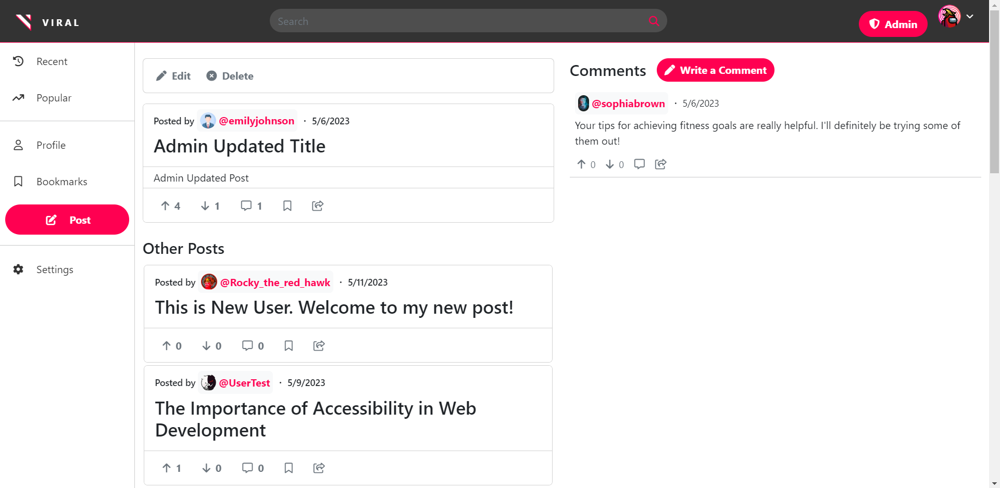 VIRAL
Search
Admin
Recent
Popular
Profile
Bookmarks
Post
Settings
Edit Delete
Posted by @emilyjohnson · 5/6/2023
Admin Updated Title
Admin Updated Post
4 1 1
Other Posts
Posted by @Rocky_the_red_hawk · 5/11/2023
This is New User. Welcome to my new post!
0 0 0
Posted by @UserTest · 5/9/2023
The Importance of Accessibility in Web
Development
1 0 0
Comments Write a Comment
@sophiabrown · 5/6/2023
Your tips for achieving fitness goals are really helpful. I'll definitely be trying some of
them out!
0 0